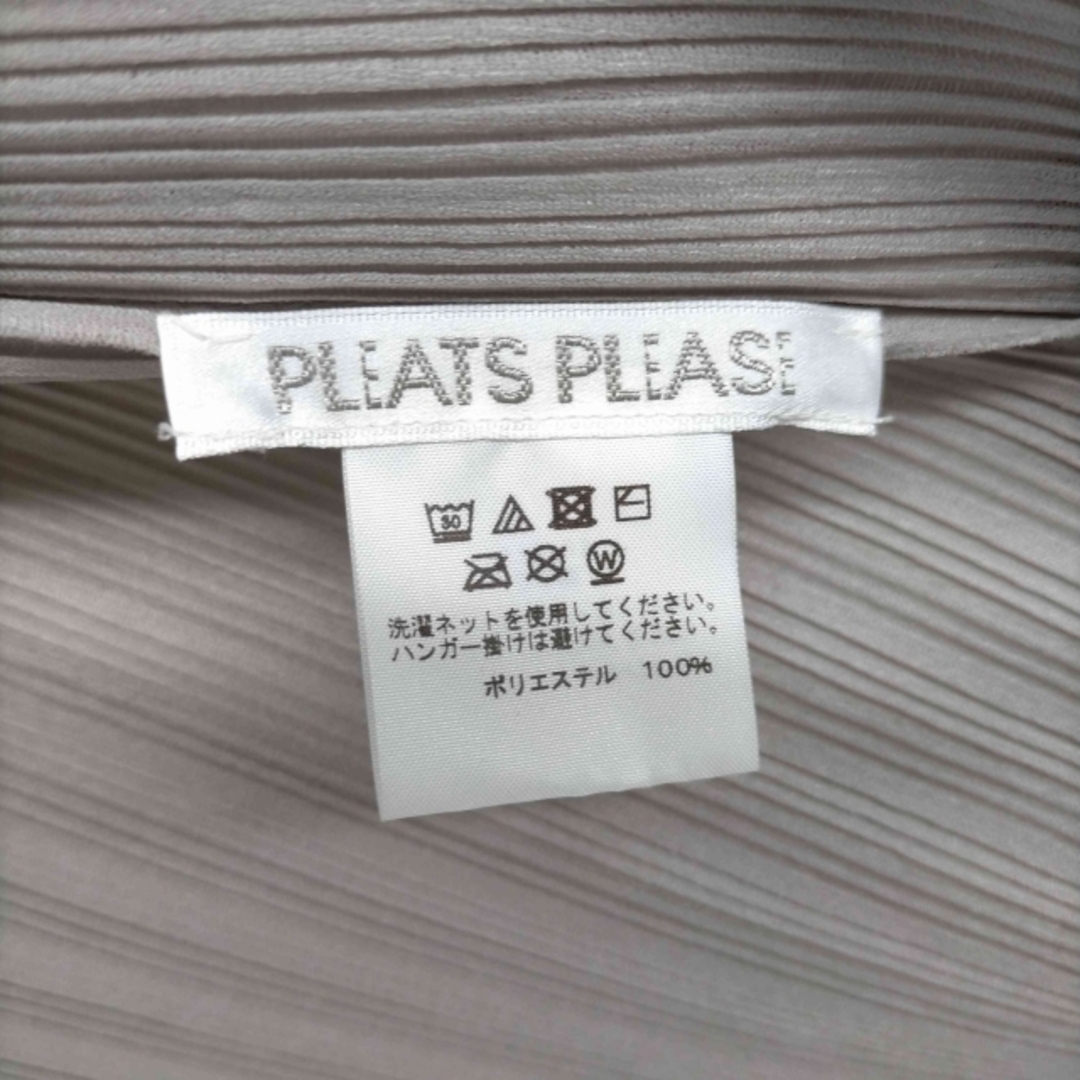 PLEATS PLEASE
30
W
洗濯ネットを使用してください。
ハンガー掛けは避けてください。
ポリエステル 100%